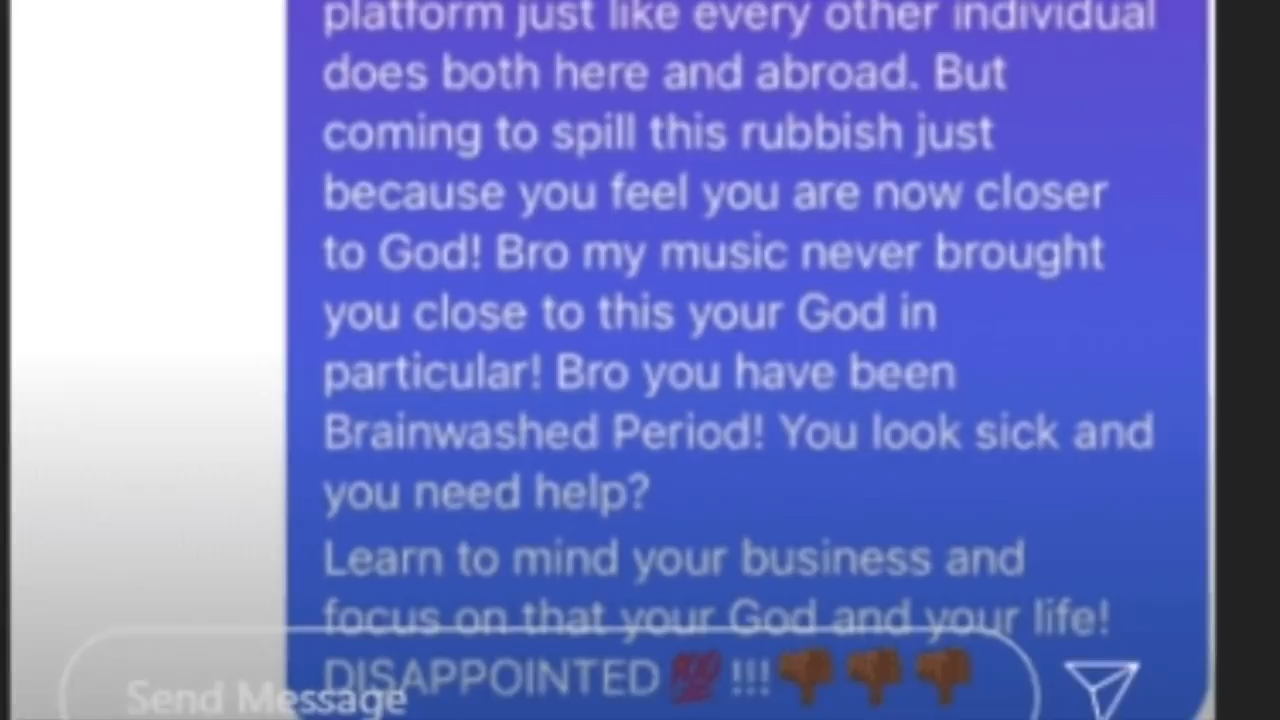 platform just like every other individual
does both here and abroad. But
coming to spill this rubbish just
because you feel you are now closer
to God! Bro my music never brought
you close to this your God in
particular! Bro you have been
Brainwashed Period! You look sick and
you need help?
Learn to mind your business and
focus on that your God and your life!
DISAPPOINTED 💯 !!! 👎🏾 👎🏾 👎🏾
Send Message